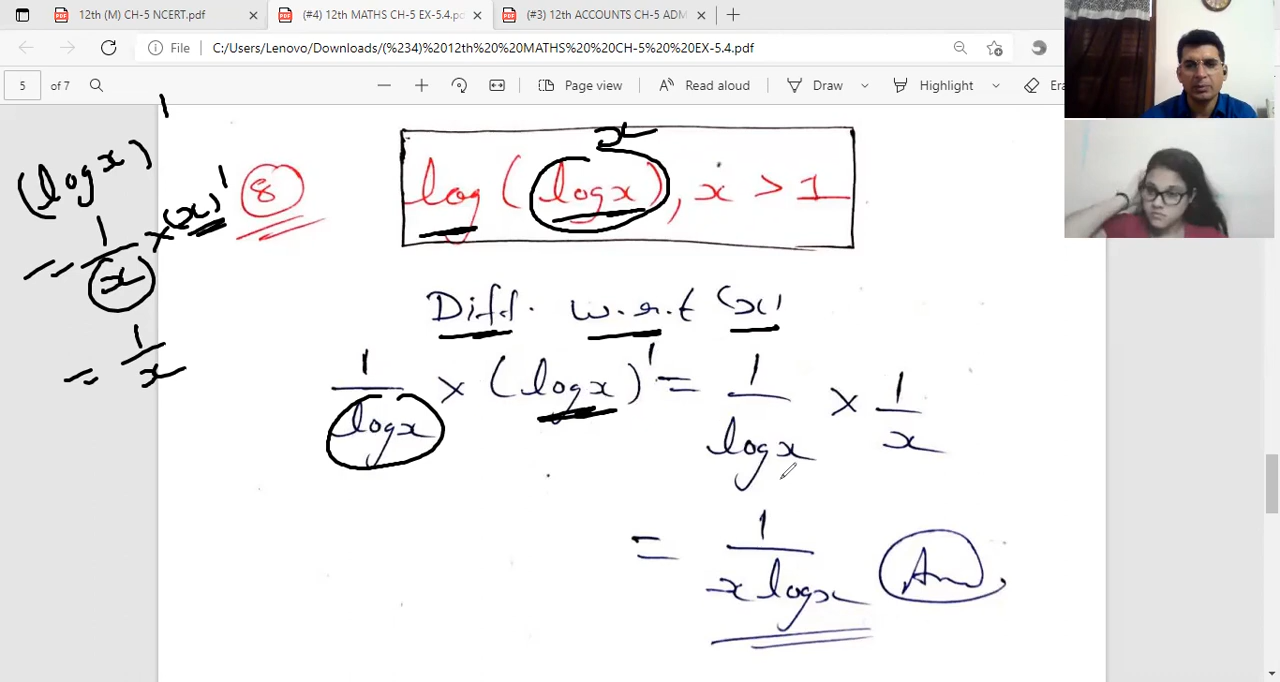 12th (M) CH-5 NCERT.pdf
(#4) 12th MATHS CH-5 EX-5.4.po
(#3) 12th ACCOUNTS CH-5 ADM
File
C:/Users/Lenovo/Downloads/(%234)%2012th%20%20MATHS%20%20CH-5%20%20EX-5.4.pdf
5 of 7
Page view
Read aloud
Draw
Highlight
Era
(log x)'
= 1/x × (x)'
= 1/x
x
8 log (log x), x > 1
Diff. w.r.t 'x'
1/log x × (log x)' = 1/log x × 1/x
= 1/x log x Ans.